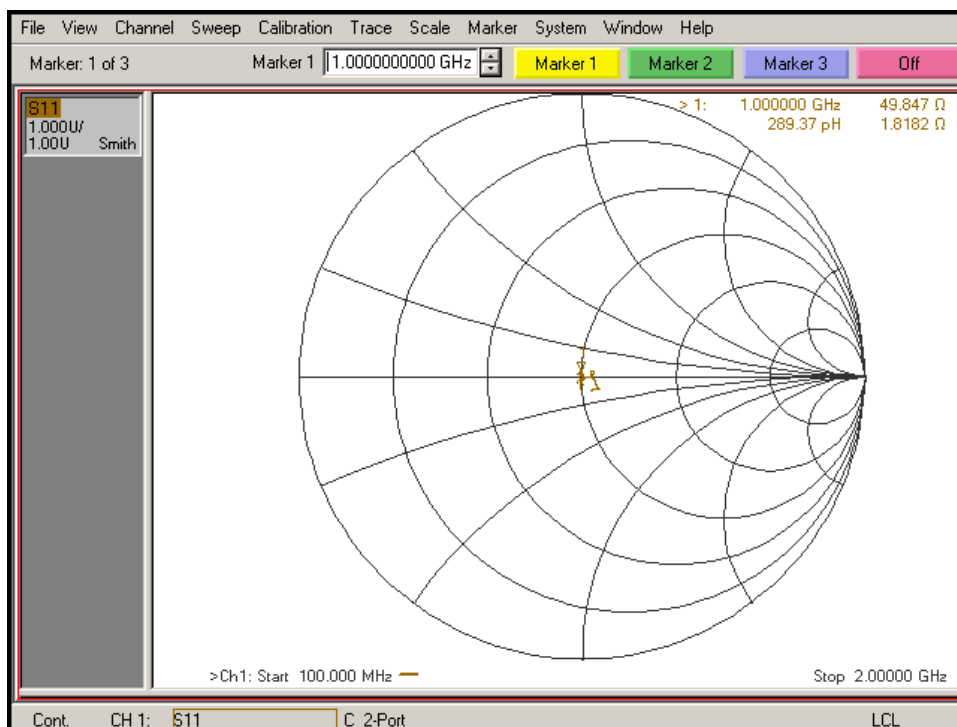 File View Channel Sweep Calibration Trace Scale Marker System Window Help
Marker: 1 of 3 Marker 1 1.0000000000 GHz Marker 1 Marker 2 Marker 3 Off
S11
1.000U/
1.00U Smith
> 1: 1.000000 GHz 49.847 Ω
289.37 pH 1.8182 Ω
>Ch1: Start 100.000 MHz Stop 2.00000 GHz
Cont. CH 1: S11 C 2-Port LCL